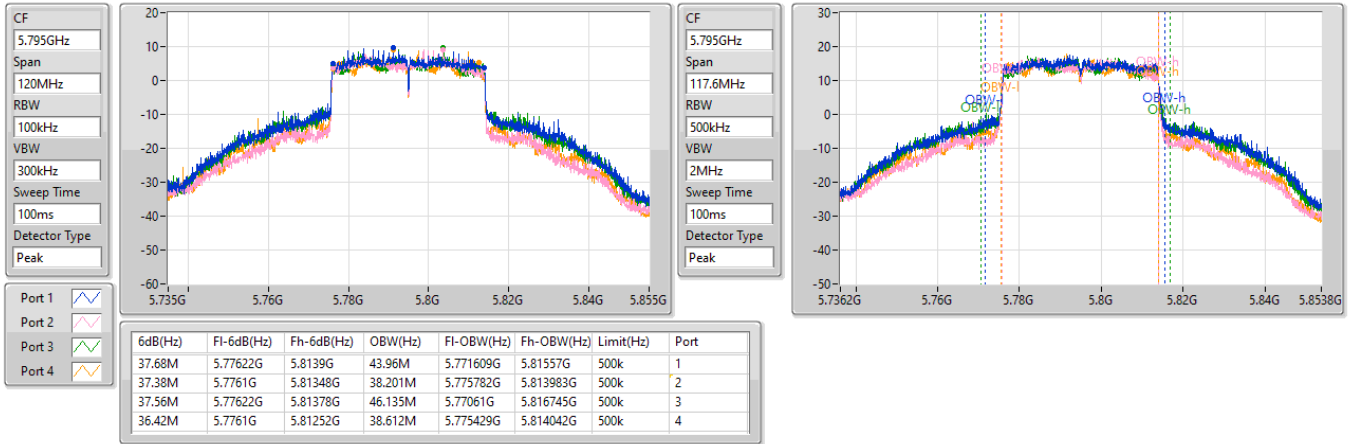 CF
5.795GHz
Span
120MHz
RBW
100kHz
VBW
300kHz
Sweep Time
100ms
Detector Type
Peak
20
10
0
-10
-20
-30
-40
-50
-60
5.735G 5.76G 5.78G 5.8G 5.82G 5.84G 5.855G
CF
5.795GHz
Span
117.6MHz
RBW
500kHz
VBW
2MHz
Sweep Time
100ms
Detector Type
Peak
30
20
10
0
-10
-20
-30
-40
-50
OBW-h
OBW-l
OBW-l
OBW-h
OBW-h
5.7362G 5.76G 5.78G 5.8G 5.82G 5.84G 5.8538G
Port 1
Port 2
Port 3
Port 4
6dB(Hz) Fl-6dB(Hz) Fh-6dB(Hz) OBW(Hz) Fl-OBW(Hz) Fh-OBW(Hz) Limit(Hz) Port
37.68M 5.77622G 5.8139G 43.96M 5.771609G 5.81557G 500k 1
37.38M 5.7761G 5.81348G 38.201M 5.775782G 5.813983G 500k 2
37.56M 5.77622G 5.81378G 46.135M 5.77061G 5.816745G 500k 3
36.42M 5.7761G 5.81252G 38.612M 5.775429G 5.814042G 500k 4